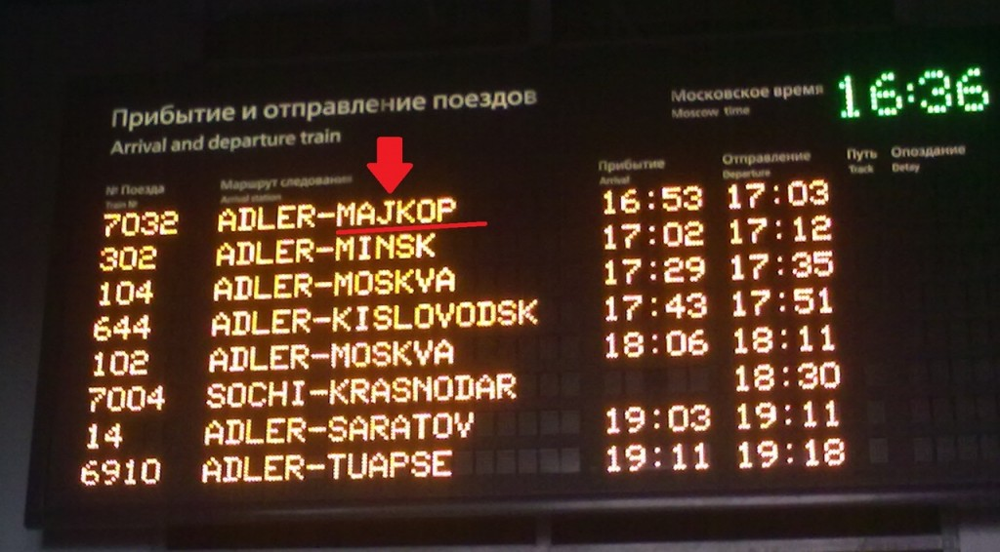 Прибытие и отправление поездов
Arrival and departure train
Московское время
Moscow time
16:36
№ Поезда Маршрут следования Прибытие Отправление Путь Опоздание
Train № Arrival station Arrival Departure Track Delay
7032 ADLER-MAJKOP 16:53 17:03
302 ADLER-MINSK 17:02 17:12
104 ADLER-MOSKVA 17:29 17:35
644 ADLER-KISLOVODSK 17:43 17:51
102 ADLER-MOSKVA 18:06 18:11
7004 SOCHI-KRASNODAR 18:30
14 ADLER-SARATOV 19:03 19:11
6910 ADLER-TUAPSE 19:11 19:18